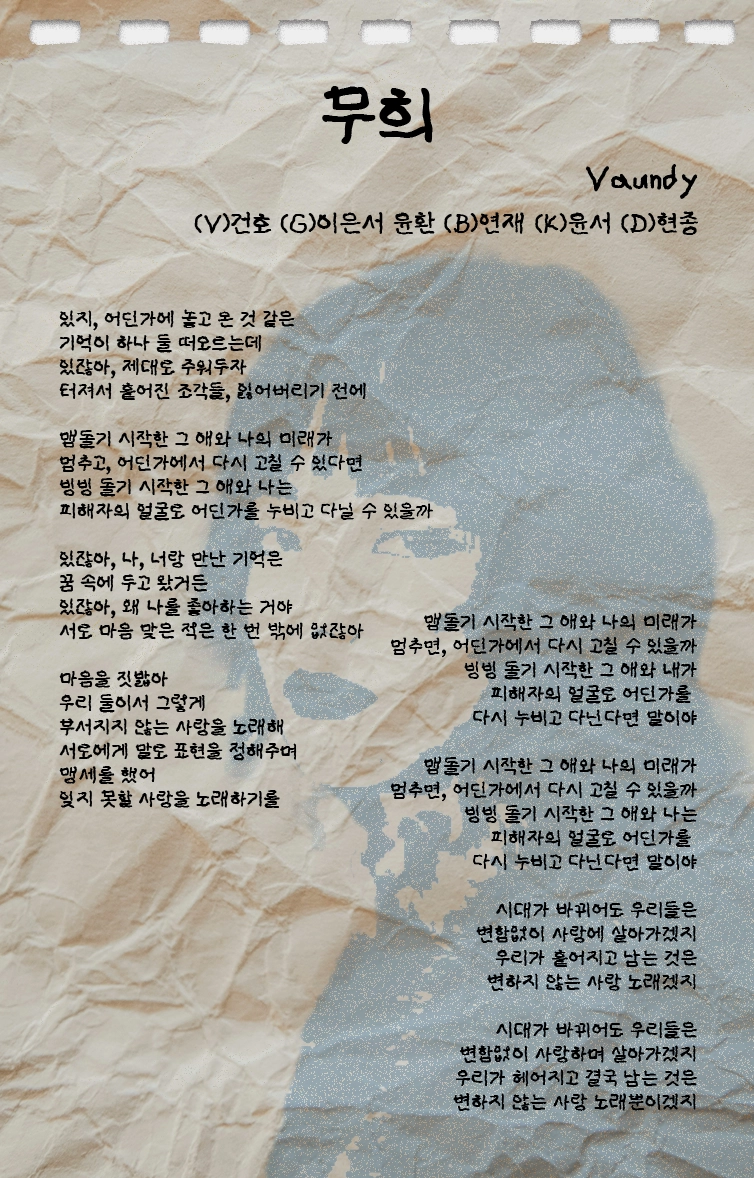 무희
Vaundy
(V)건호 (G)이은서 윤환 (B)연재 (K)윤서 (D)현종
있지, 어딘가에 놓고 온 것 같은
기억이 하나 둘 떠오르는데
있잖아, 제대로 주워두자
터져서 흩어진 조각들, 잃어버리기 전에
맴돌기 시작한 그 애와 나의 미래가
멈추고, 어딘가에서 다시 고칠 수 있다면
빙빙 돌기 시작한 그 애와 나는
피해자의 얼굴로 어딘가를 누비고 다닐 수 있을까
있잖아, 나, 너랑 만난 기억은
꿈 속에 두고 왔거든
있잖아, 왜 나를 좋아하는 거야
서로 마음 맞은 적은 한 번 밖에 없잖아
마음을 짓밟아
우리 둘이서 그렇게
부서지지 않는 사랑을 노래해
서로에게 말로 표현을 정해주며
맹세를 했어
잊지 못할 사랑을 노래하기를
맴돌기 시작한 그 애와 나의 미래가
멈추면, 어딘가에서 다시 고칠 수 있을까
빙빙 돌기 시작한 그 애와 내가
피해자의 얼굴로 어딘가를
다시 누비고 다닌다면 말이야
맴돌기 시작한 그 애와 나의 미래가
멈추면, 어딘가에서 다시 고칠 수 있을까
빙빙 돌기 시작한 그 애와 나는
피해자의 얼굴로 어딘가를
다시 누비고 다닌다면 말이야
시대가 바뀌어도 우리들은
변함없이 사랑에 살아가겠지
우리가 흩어지고 남는 것은
변하지 않는 사랑 노래겠지
시대가 바뀌어도 우리들은
변함없이 사랑하며 살아가겠지
우리가 헤어지고 결국 남는 것은
변하지 않는 사랑 노래뿐이겠지